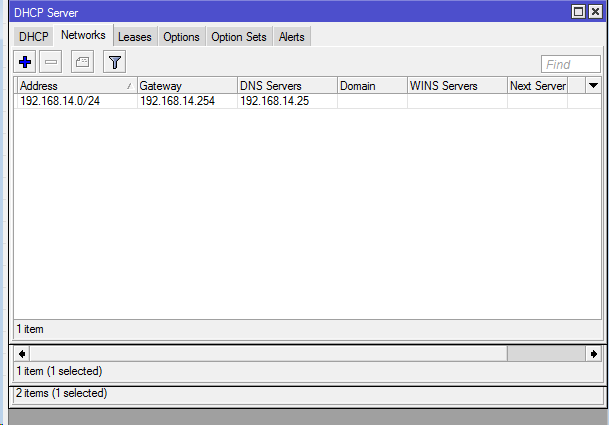 DHCP Server
DHCP Networks Leases Options Option Sets Alerts
Find
Address Gateway DNS Servers Domain WINS Servers Next Server
192.168.14.0/24 192.168.14.254 192.168.14.25
1 item
1 item (1 selected)
2 items (1 selected)